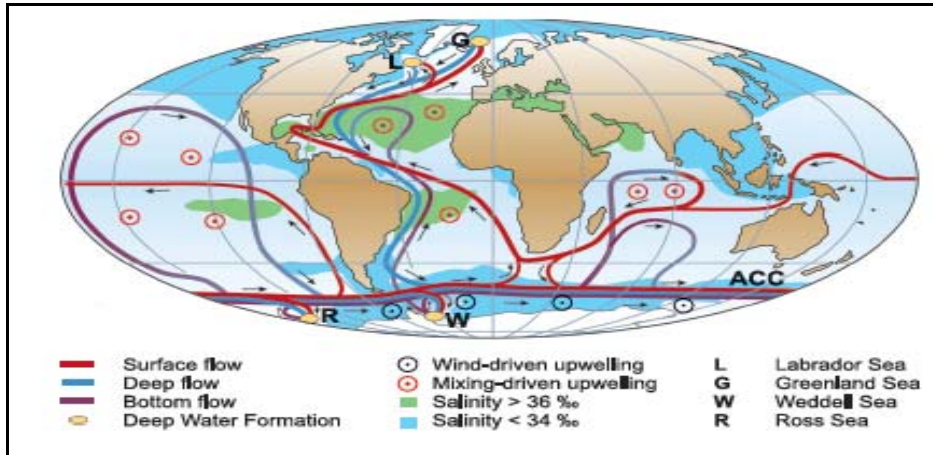 G
L
ACC
R
W
Surface flow
Deep flow
Bottom flow
Deep Water Formation
Wind-driven upwelling
Mixing-driven upwelling
Salinity > 36 ‰
Salinity < 34 ‰
L Labrador Sea
G Greenland Sea
W Weddell Sea
R Ross Sea